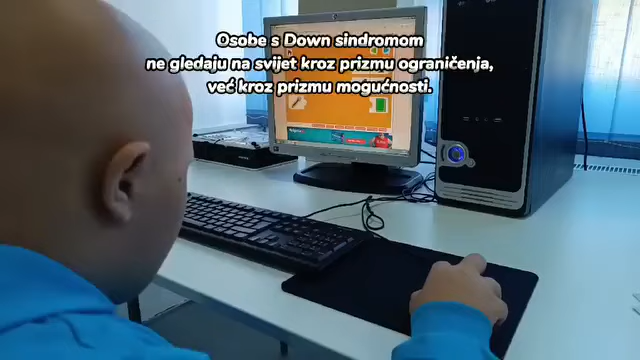 Osobe s Down sindromom
ne gledaju na svijet kroz prizmu ograničenja,
već kroz prizmu mogućnosti.